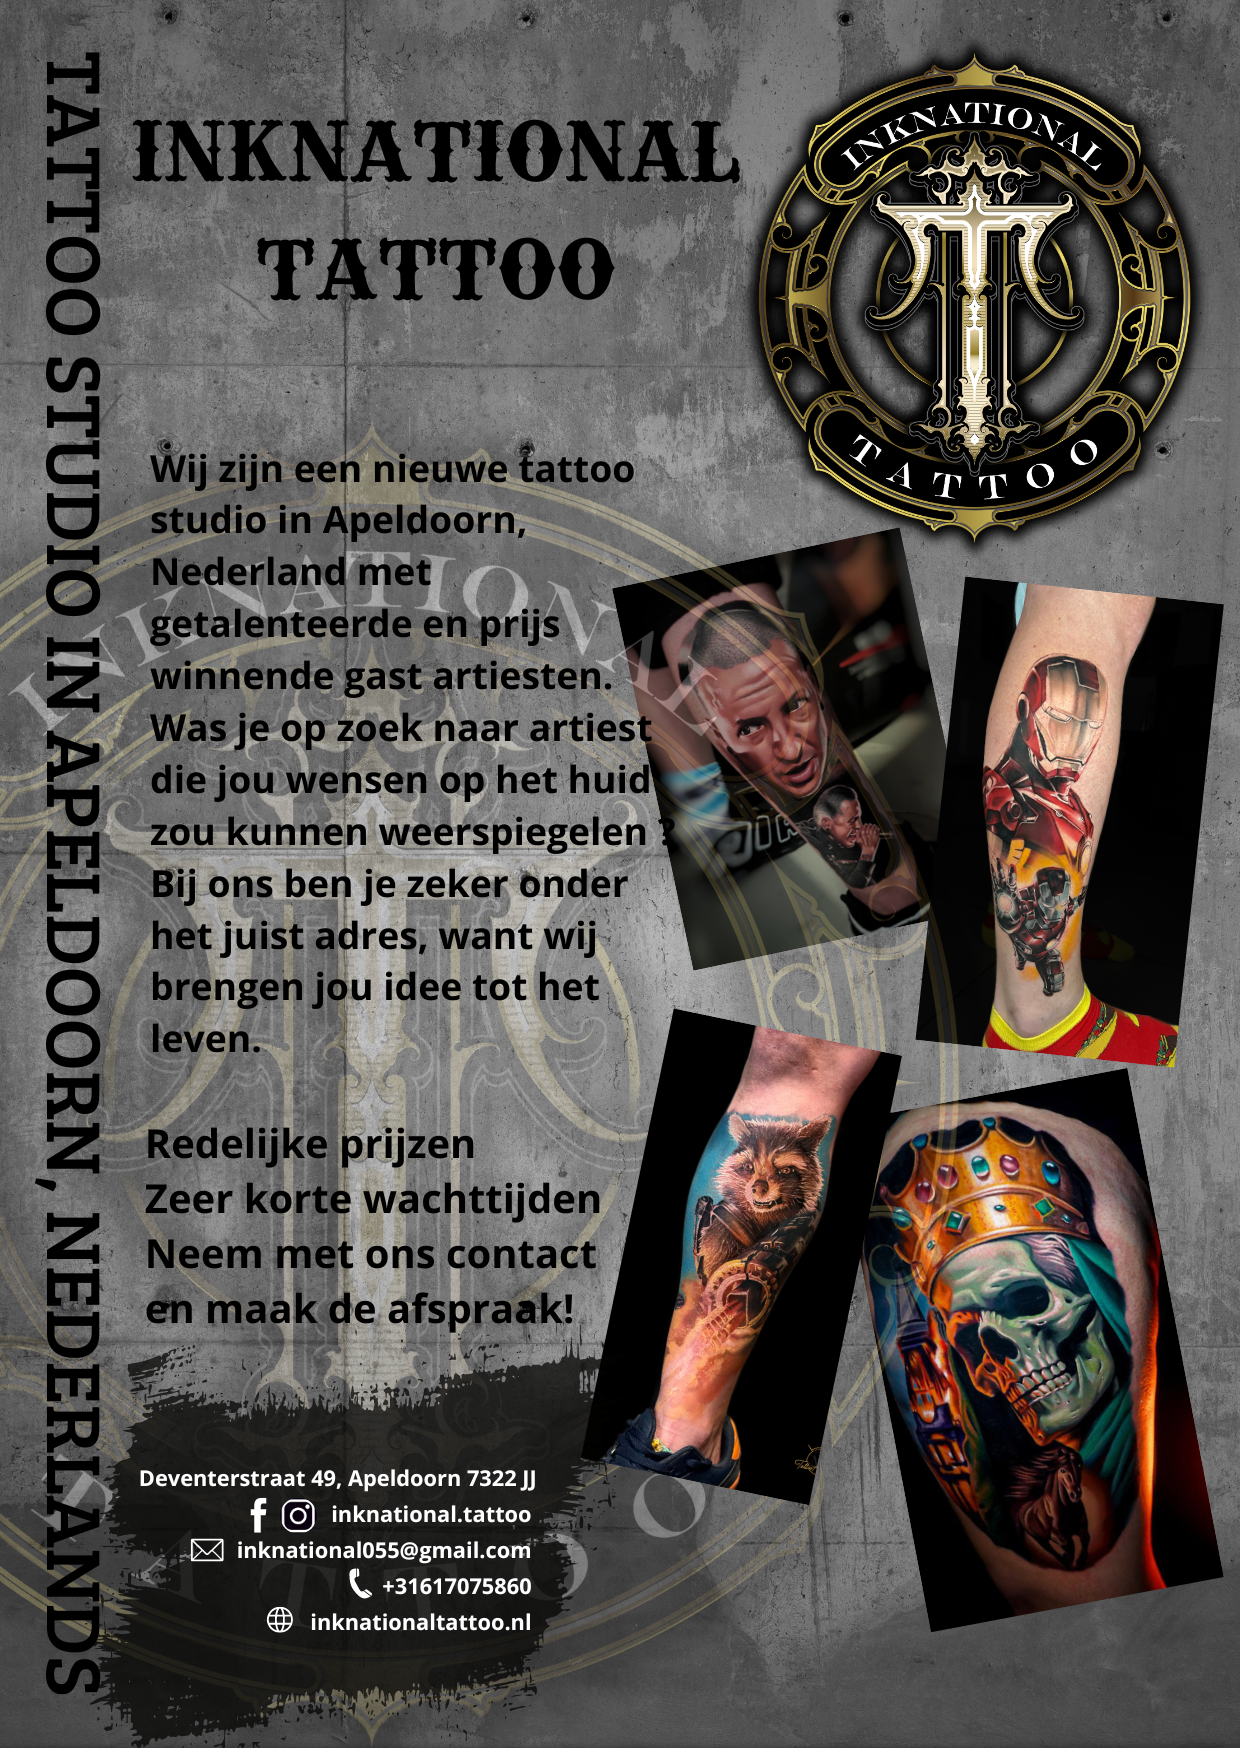 TATTOO STUDIO IN APELDOORN, NEDERLANDS
INKNATIONAL
TATTOO
INKNATIONAL
TATTOO
Wij zijn een nieuwe tattoo
studio in Apeldoorn,
Nederland met
getalenteerde en prijs
winnende gast artiesten.
Was je op zoek naar artiest
die jou wensen op het huid
zou kunnen weerspiegelen ?
Bij ons ben je zeker onder
het juist adres, want wij
brengen jou idee tot het
leven.
Redelijke prijzen
Zeer korte wachttijden
Neem met ons contact
en maak de afspraak!
Deventerstraat 49, Apeldoorn 7322 JJ
inknational.tattoo
inknational055@gmail.com
+31617075860
inknationaltattoo.nl
INKNATIONAL